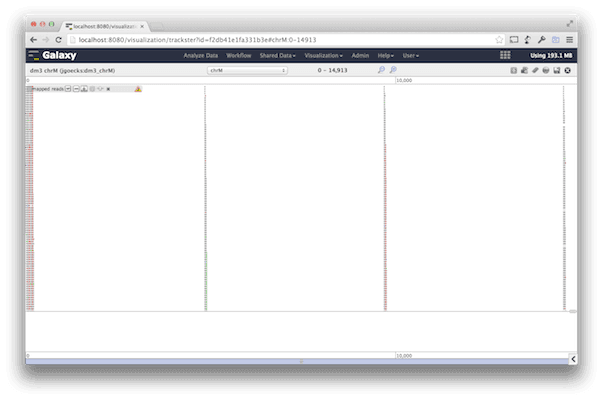 localhost:8080/visualization/ ×
localhost:8080/visualization/trackster?id=f2db41e1fa331b3e#chrM:0-14913
Galaxy Analyze Data Workflow Shared Data Visualization Admin Help User Using 193.1 MB
dm3 chrM (jgoecks:dm3_chrM) chrM 0 - 14,913
0 10,000
mapped reads
0 10,000